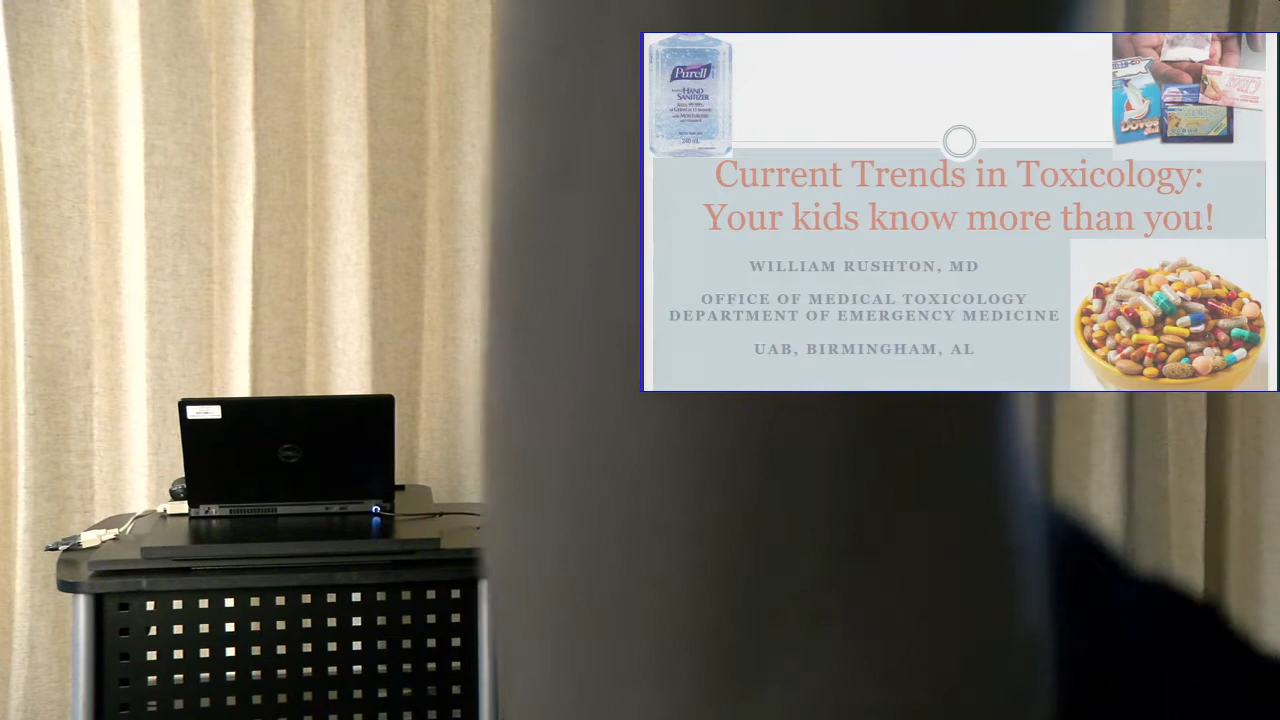 Purell
HAND
SANITIZER
Current Trends in Toxicology:
Your kids know more than you!
WILLIAM RUSHTON, MD
OFFICE OF MEDICAL TOXICOLOGY
DEPARTMENT OF EMERGENCY MEDICINE
UAB, BIRMINGHAM, AL
DELL